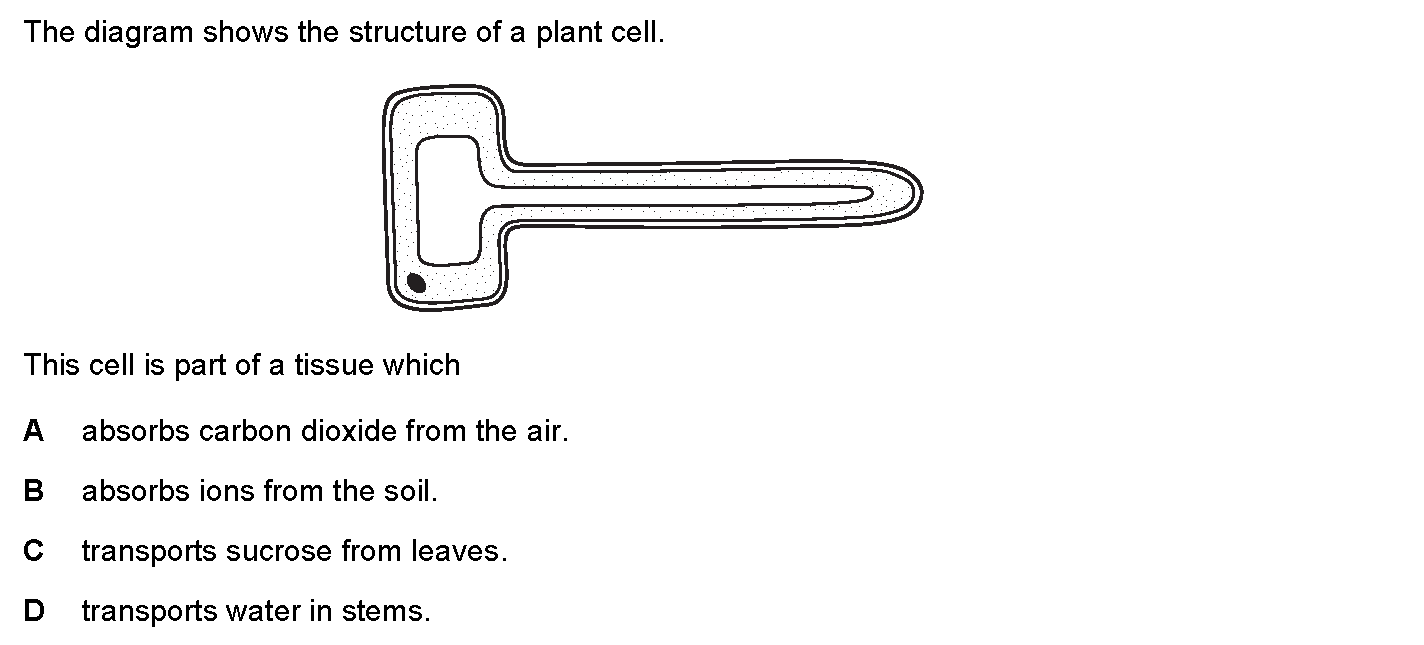 The diagram shows the structure of a plant cell.
This cell is part of a tissue which
A absorbs carbon dioxide from the air.
B absorbs ions from the soil.
C transports sucrose from leaves.
D transports water in stems.